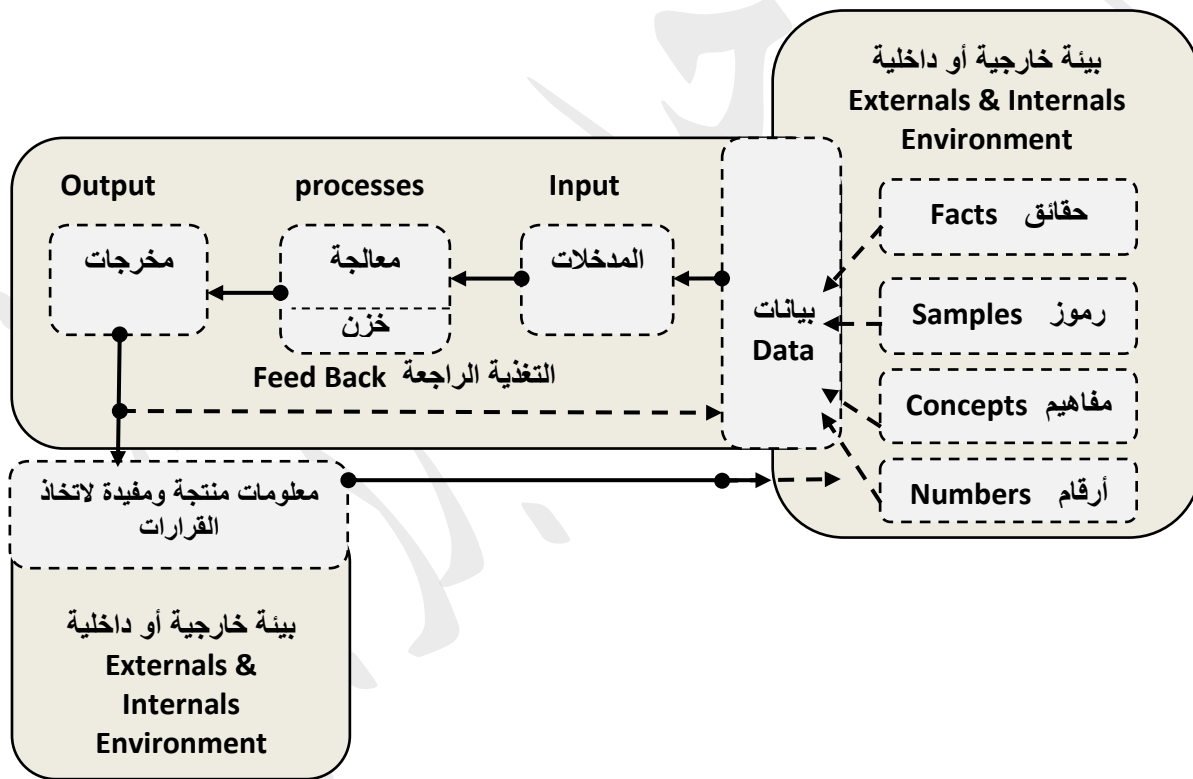 بيئة خارجية أو داخلية
Externals & Internals
Environment
حقائق Facts
رموز Samples
مفاهيم Concepts
أرقام Numbers
بيانات
Data
Input
المدخلات
processes
معالجة
خزن
Output
مخرجات
التغذية الراجعة Feed Back
معلومات منتجة ومفيدة لاتخاذ
القرارات
بيئة خارجية أو داخلية
Externals &
Internals
Environment